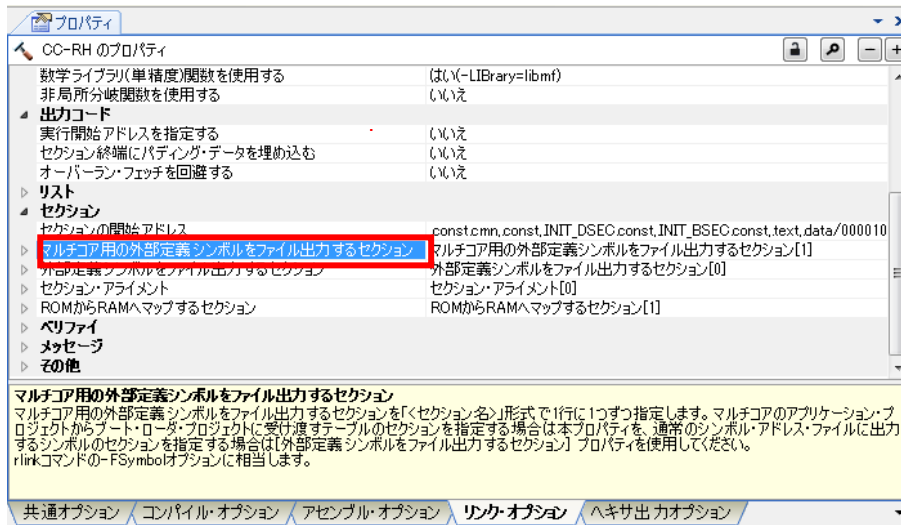 プロパティ
CC-RH のプロパティ
数学ライブラリ(単精度)関数を使用する はい(-LIBrary=libmf)
非局所分岐関数を使用する いいえ
出力コード
実行開始アドレスを指定する いいえ
セクション終端にパディング・データを埋め込む いいえ
オーバーラン・フェッチを回避する いいえ
リスト
セクション
セクションの開始アドレス const,cmn,const,INIT_DSEC.const,INIT_BSEC.const,text,data/000010
マルチコア用の外部定義シンボルをファイル出力するセクション マルチコア用の外部定義シンボルをファイル出力するセクション[1]
外部定義シンボルをファイル出力するセクション 外部定義シンボルをファイル出力するセクション[0]
セクション・アライメント セクション・アライメント[0]
ROMからRAMへマップするセクション ROMからRAMへマップするセクション[1]
ベリファイ
メッセージ
その他
マルチコア用の外部定義シンボルをファイル出力するセクション
マルチコア用の外部定義シンボルをファイル出力するセクションを「<セクション名>」形式で1行に1つずつ指定します。マルチコアのアプリケーション・プ
ロジェクトからブート・ローダ・プロジェクトに受け渡すテーブルのセクションを指定する場合は本プロパティを、通常のシンボル・アドレス・ファイルに出力
するシンボルのセクションを指定する場合は[外部定義シンボルをファイル出力するセクション] プロパティを使用してください。
rlinkコマンドの-FSymbolオプションに相当します。
共通オプション コンパイル・オプション アセンブル・オプション リンク・オプション ヘキサ出力オプション